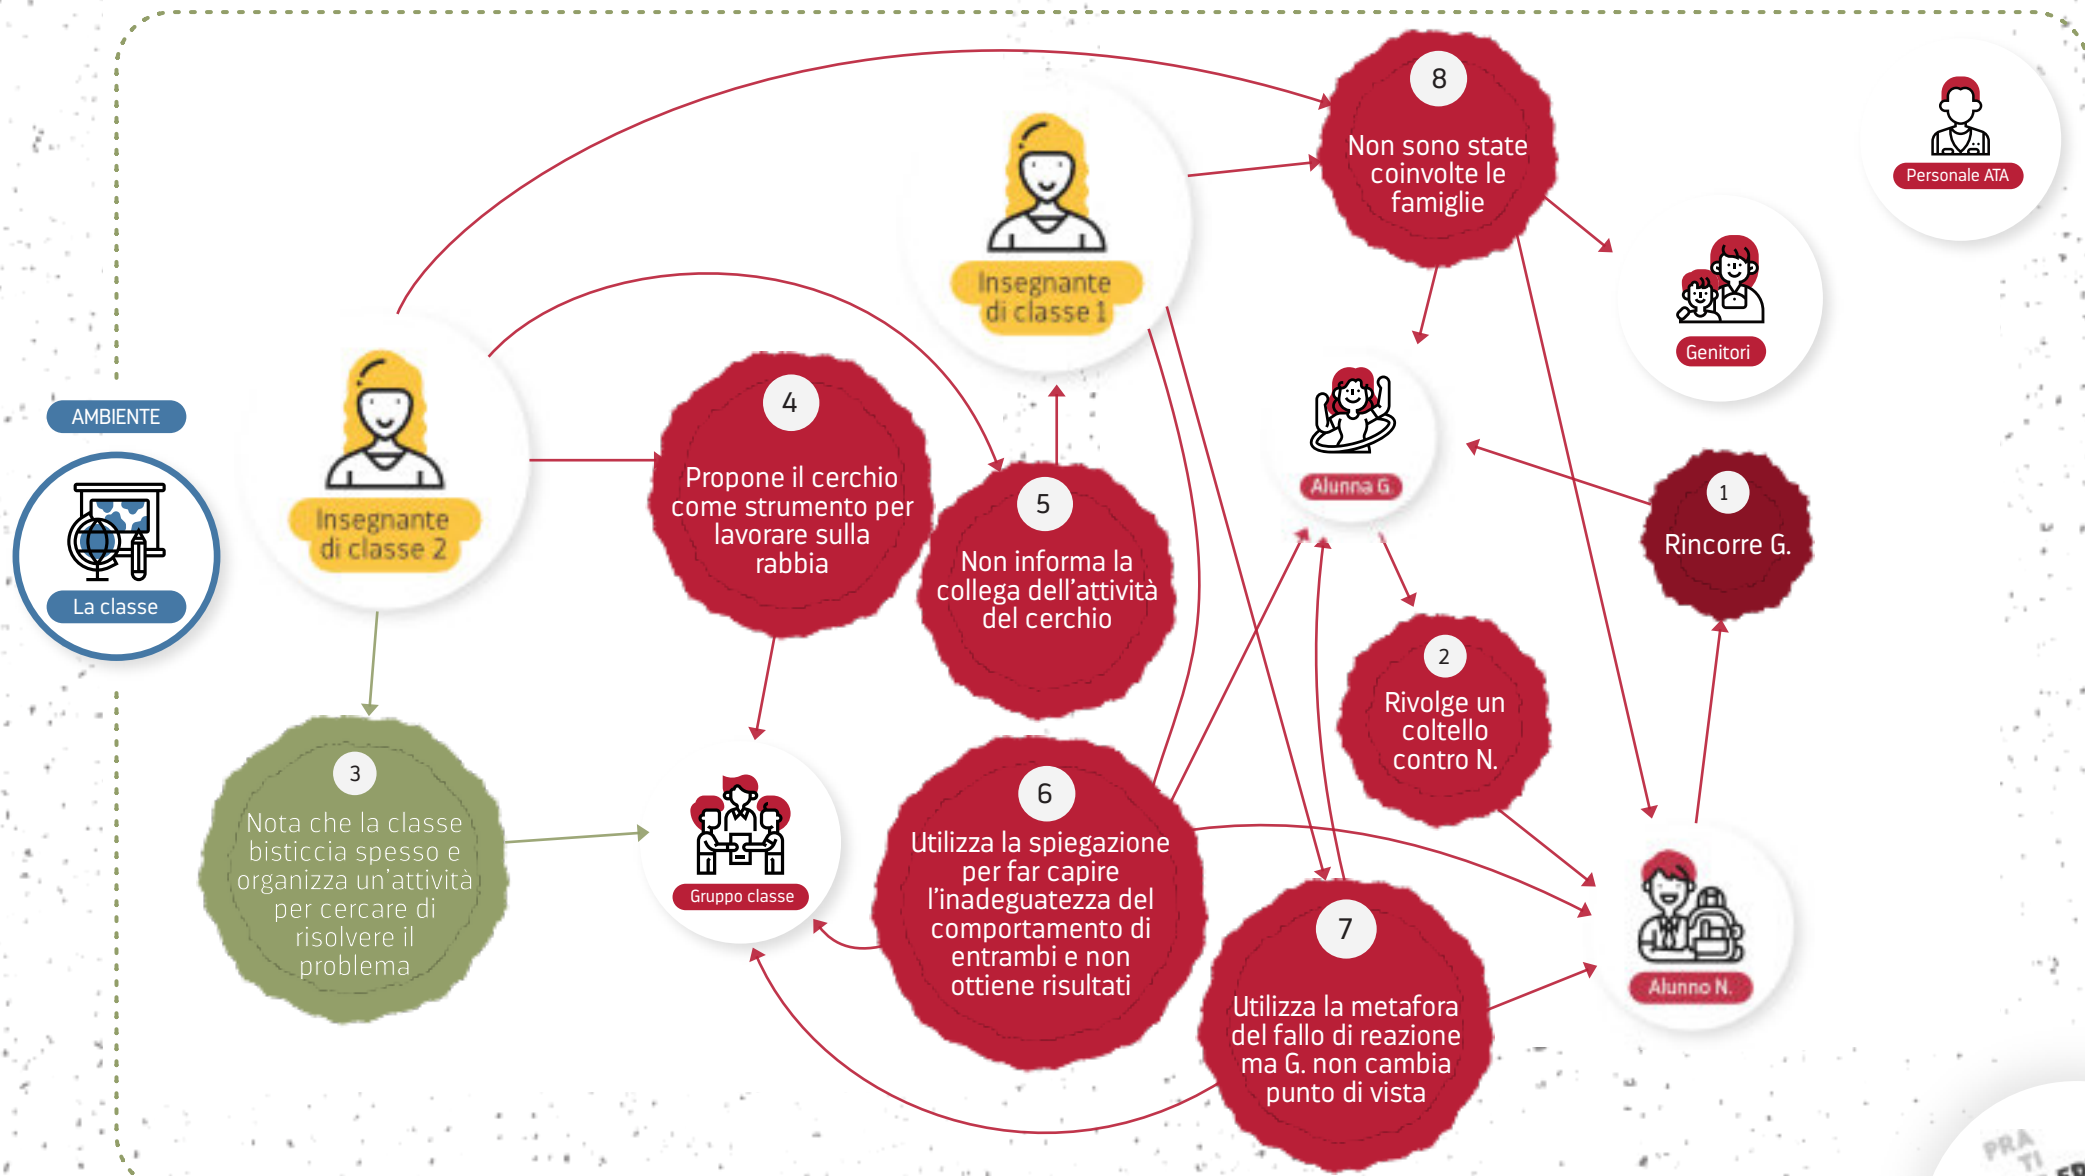 8
Non sono state
coinvolte le
famiglie
Personale ATA
Insegnante
di classe 1
Genitori
AMBIENTE
La classe
Insegnante
di classe 2
4
Propone il cerchio
come strumento per
lavorare sulla
rabbia
5
Non informa la
collega dell'attività
del cerchio
Alunna G.
1
Rincorre G.
2
Rivolge un
coltello
contro N.
3
Nota che la classe
bisticcia spesso e
organizza un'attività
per cercare di
risolvere il
problema
Gruppo classe
6
Utilizza la spiegazione
per far capire
l'inadeguatezza del
comportamento di
entrambi e non
ottiene risultati
7
Utilizza la metafora
del fallo di reazione
ma G. non cambia
punto di vista
Alunno N.
PRA
TI